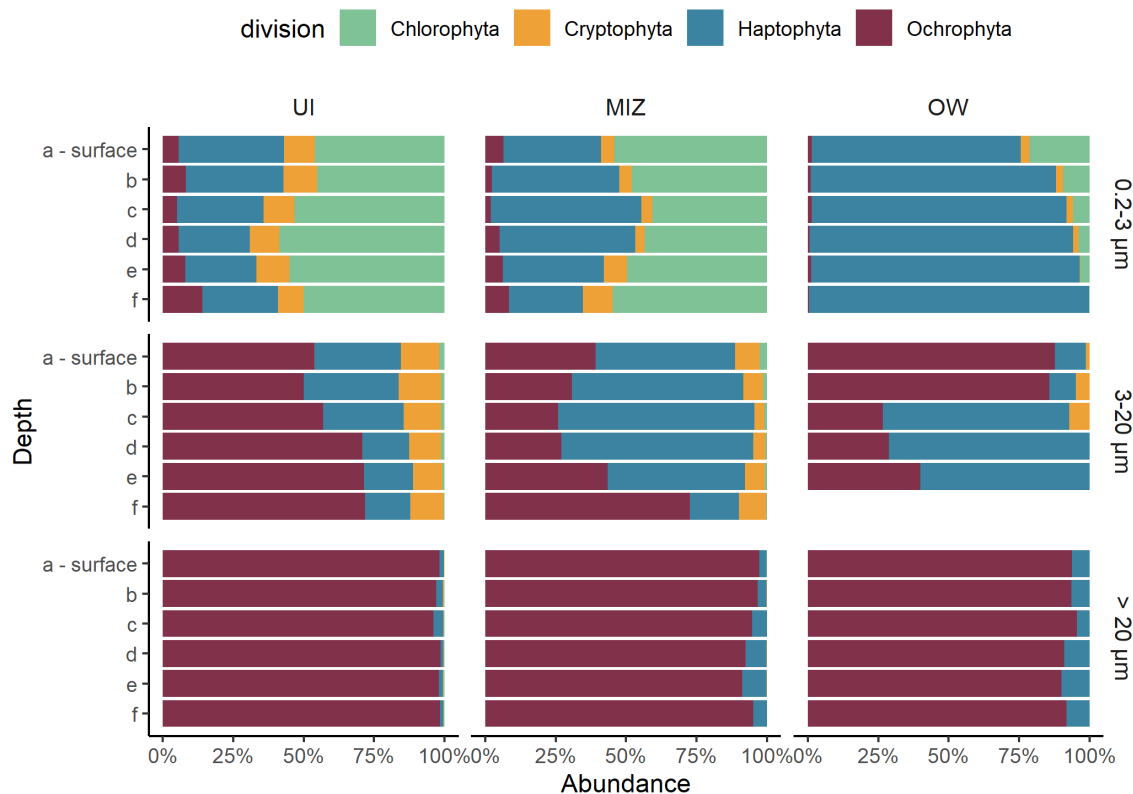 division Chlorophyta Cryptophyta Haptophyta Ochrophyta
UI MIZ OW
a - surface
b
c
d
e
f
0.2-3 µm
a - surface
b
c
d
e
f
3-20 µm
a - surface
b
c
d
e
f
> 20 µm
Depth
0% 25% 50% 75% 100% 0% 25% 50% 75% 100% 0% 25% 50% 75% 100%
Abundance